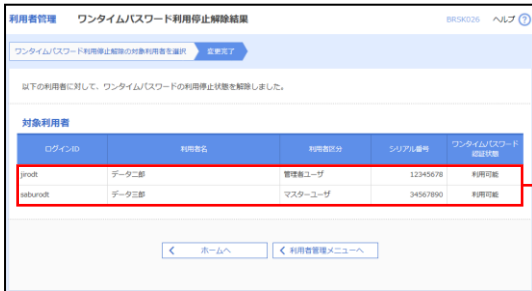 利用者管理 ワンタイムパスワード利用停止解除結果 BRSK026 ヘルプ ?
ワンタイムパスワード利用停止解除の対象利用者を選択 変更完了
以下の利用者に対して、ワンタイムパスワードの利用停止状態を解除しました。
対象利用者
ログインID 利用者名 利用者区分 シリアル番号 ワンタイムパスワード
認証状態
jirodt データ二郎 管理者ユーザ 12345678 利用可能
saburodt データ三郎 マスターユーザ 34567890 利用可能
ホームへ 利用者管理メニューへ